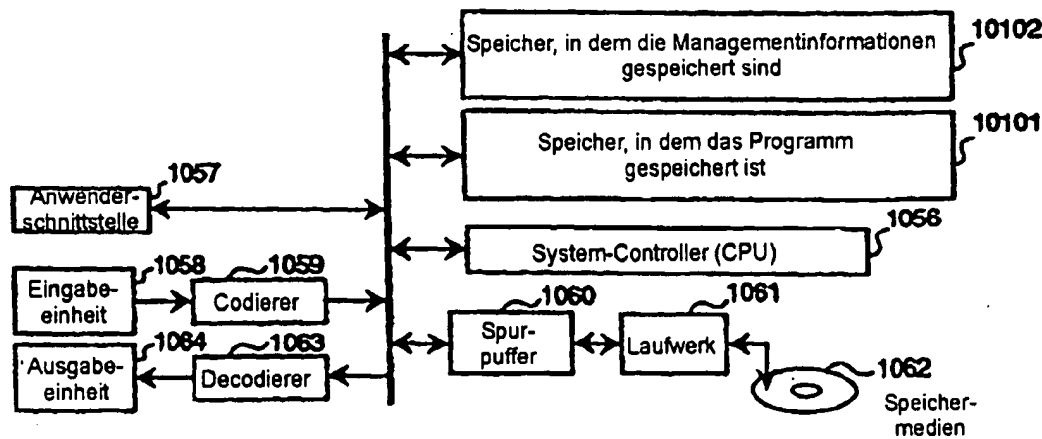 Speicher, in dem die Managementinformationen
gespeichert sind
10102
Speicher, in dem das Programm
gespeichert ist
10101
Anwender-
schnittstelle
1057
System-Controller (CPU)
1056
Eingabe-
einheit
1058
Codierer
1059
Spur-
puffer
1060
Laufwerk
1061
Ausgabe-
einheit
1064
Decodierer
1063
1062
Speicher-
medien